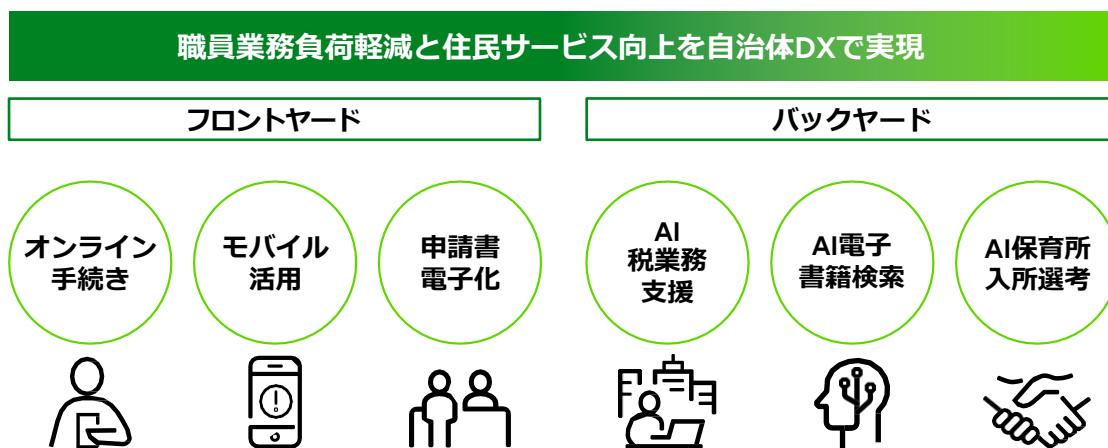 職員業務負荷軽減と住民サービス向上を自治体DXで実現
フロントヤード
バックヤード
オンライン
手続き
モバイル
活用
申請書
電子化
AI
税業務
支援
AI電子
書籍検索
AI保育所
入所選考